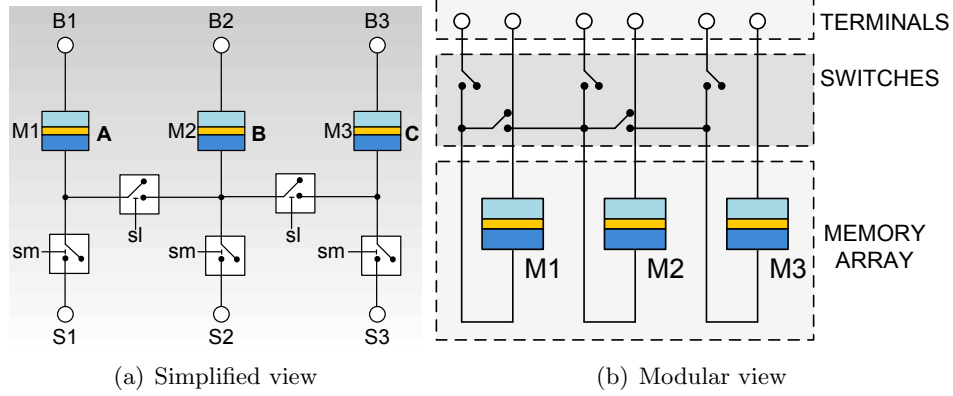 B1 B2 B3
M1 A M2 B M3 C
sl sl
sm sm sm
S1 S2 S3
(a) Simplified view
TERMINALS
SWITCHES
M1 M2 M3
MEMORY
ARRAY
(b) Modular view